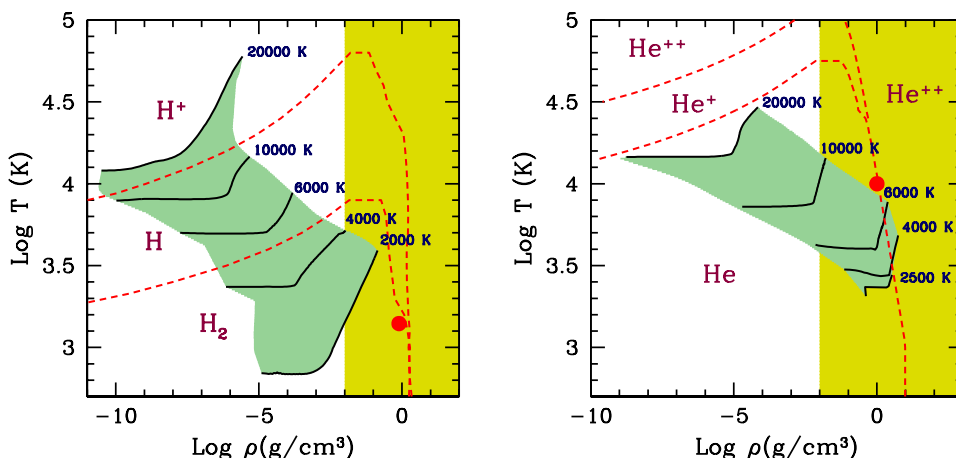 5
20000 K
H⁺
4.5
10000 K
6000 K
4
4000 K
2000 K
H
3.5
H₂
3
Log T (K)
-10
-5
0
Log ρ(g/cm³)
5
He⁺⁺
He⁺
He⁺⁺
4.5
20000 K
10000 K
4
6000 K
4000 K
3.5
He
2500 K
3
Log T (K)
-10
-5
0
Log ρ(g/cm³)